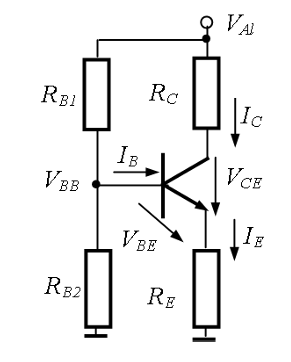 V_Al
R_B1
R_C
I_C
I_B
V_BB
V_CE
V_BE
I_E
R_B2
R_E